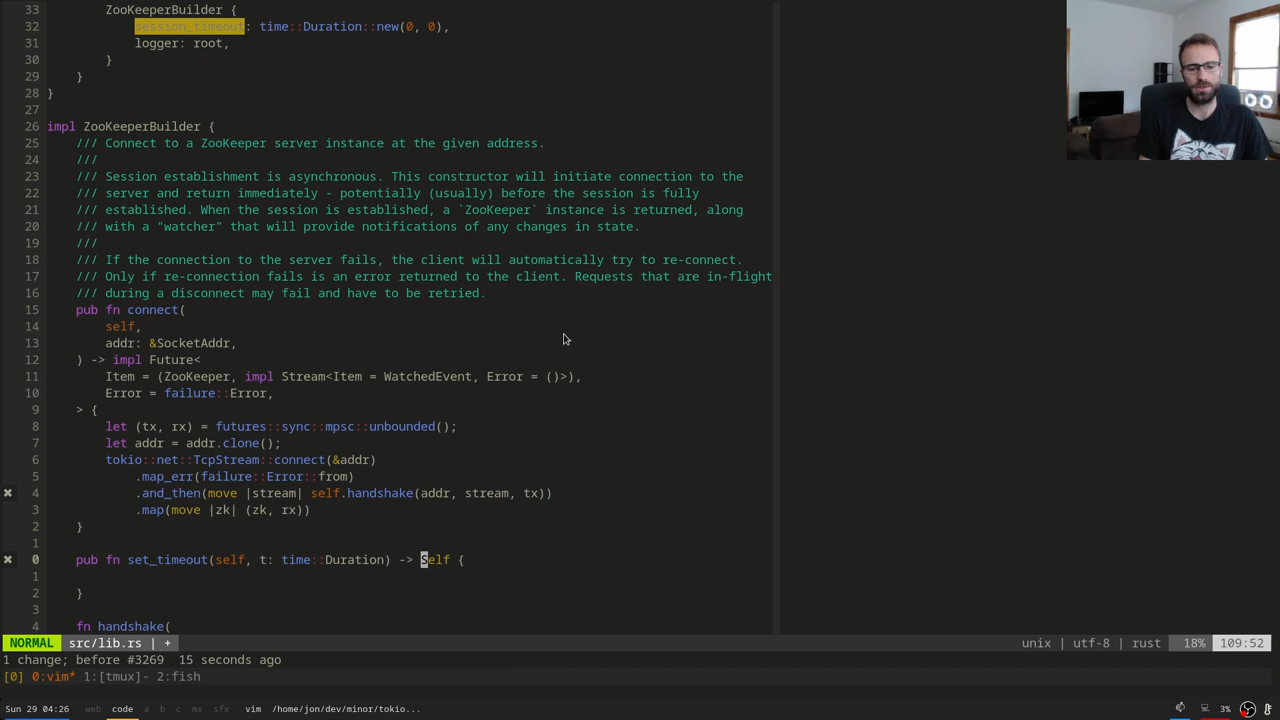 33         ZooKeeperBuilder {
32             session_timeout: time::Duration::new(0, 0),
31             logger: root,
30         }
29     }
28 }
27
26 impl ZooKeeperBuilder {
25     /// Connect to a ZooKeeper server instance at the given address.
24     ///
23     /// Session establishment is asynchronous. This constructor will initiate connection to the
22     /// server and return immediately - potentially (usually) before the session is fully
21     /// established. When the session is established, a `ZooKeeper` instance is returned, along
20     /// with a "watcher" that will provide notifications of any changes in state.
19     ///
18     /// If the connection to the server fails, the client will automatically try to re-connect.
17     /// Only if re-connection fails is an error returned to the client. Requests that are in-flight
16     /// during a disconnect may fail and have to be retried.
15     pub fn connect(
14         self,
13         addr: &SocketAddr,
12     ) -> impl Future<
11         Item = (ZooKeeper, impl Stream<Item = WatchedEvent, Error = ()>),
10         Error = failure::Error,
9     > {
8         let (tx, rx) = futures::sync::mpsc::unbounded();
7         let addr = addr.clone();
6         tokio::net::TcpStream::connect(&addr)
5             .map_err(failure::Error::from)
✖ 4             .and_then(move |stream| self.handshake(addr, stream, tx))
3             .map(move |zk| (zk, rx))
2     }
1
✖ 0     pub fn set_timeout(self, t: time::Duration) -> Self {
1
2     }
3
4     fn handshake(
NORMAL src/lib.rs | + unix | utf-8 | rust 18% 109:52
1 change; before #3269  15 seconds ago
[0] 0:vim* 1:[tmux]- 2:fish
Sun 29 04:26 web code a b c mx sfx vim /home/jon/dev/minor/tokio... 3%